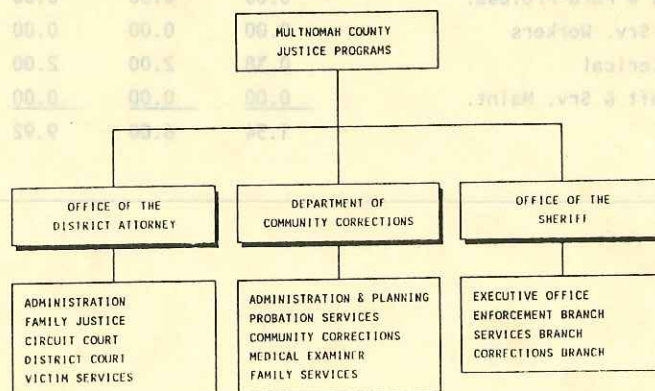 MULTNOMAH COUNTY
JUSTICE PROGRAMS
OFFICE OF THE
DISTRICT ATTORNEY
DEPARTMENT OF
COMMUNITY CORRECTIONS
OFFICE OF THE
SHERIFF
ADMINISTRATION
FAMILY JUSTICE
CIRCUIT COURT
DISTRICT COURT
VICTIM SERVICES
ADMINISTRATION & PLANNING
PROBATION SERVICES
COMMUNITY CORRECTIONS
MEDICAL EXAMINER
FAMILY SERVICES
EXECUTIVE OFFICE
ENFORCEMENT BRANCH
SERVICES BRANCH
CORRECTIONS BRANCH